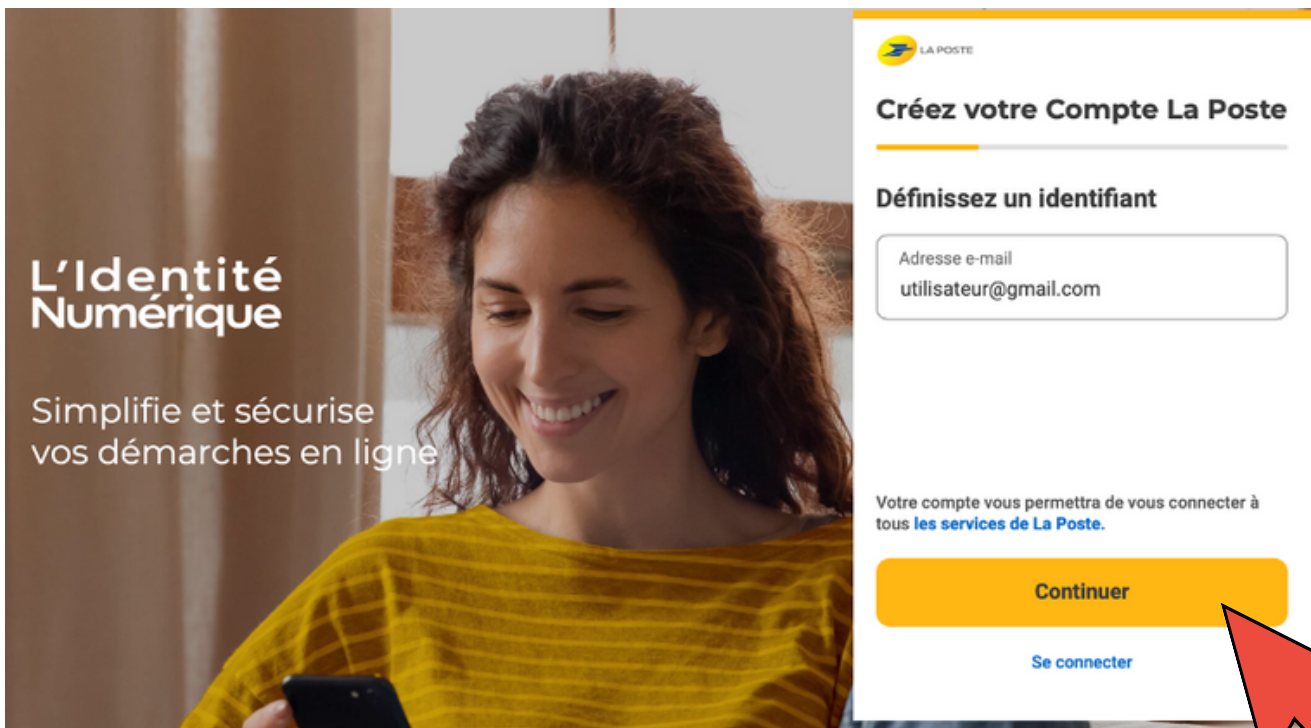 L'Identité
Numérique
Simplifie et sécurise
vos démarches en ligne
LA POSTE
Créez votre Compte La Poste
Définissez un identifiant
Adresse e-mail
utilisateur@gmail.com
Votre compte vous permettra de vous connecter à
tous les services de La Poste.
Continuer
Se connecter